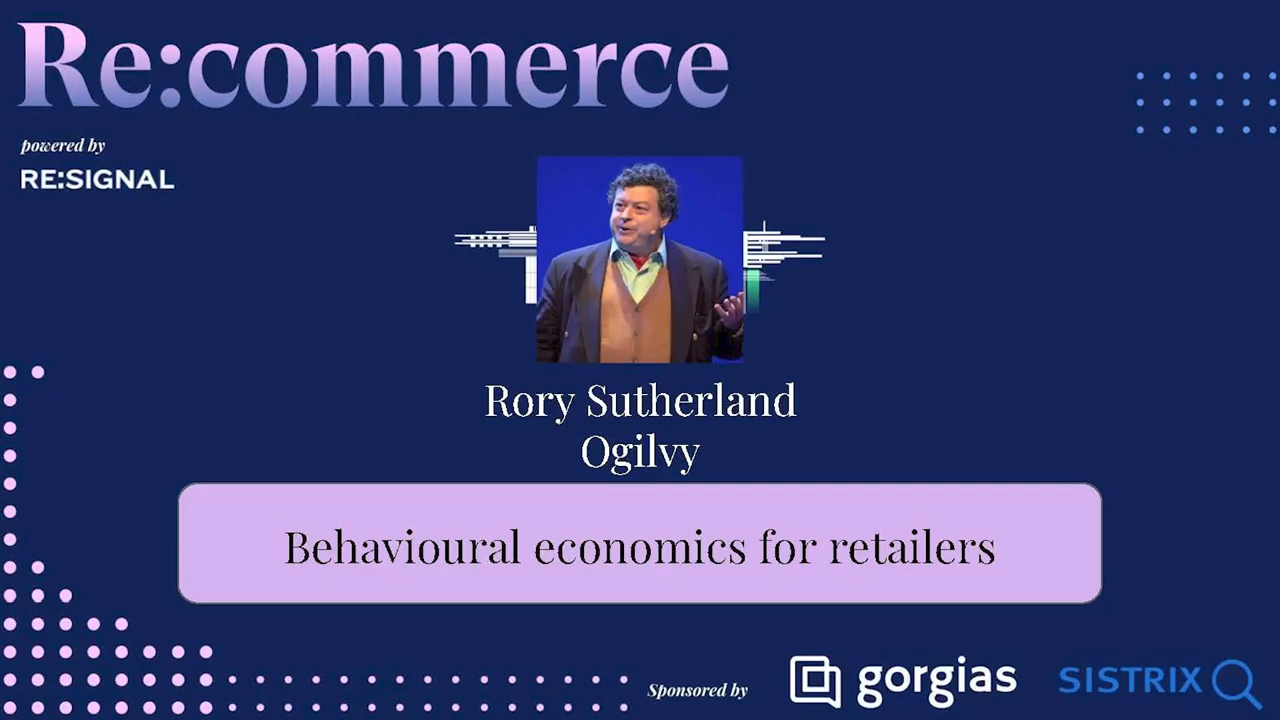 Re:commerce
powered by
RE:SIGNAL
Rory Sutherland
Ogilvy
Behavioural economics for retailers
Sponsored by
gorgias
SISTRIX